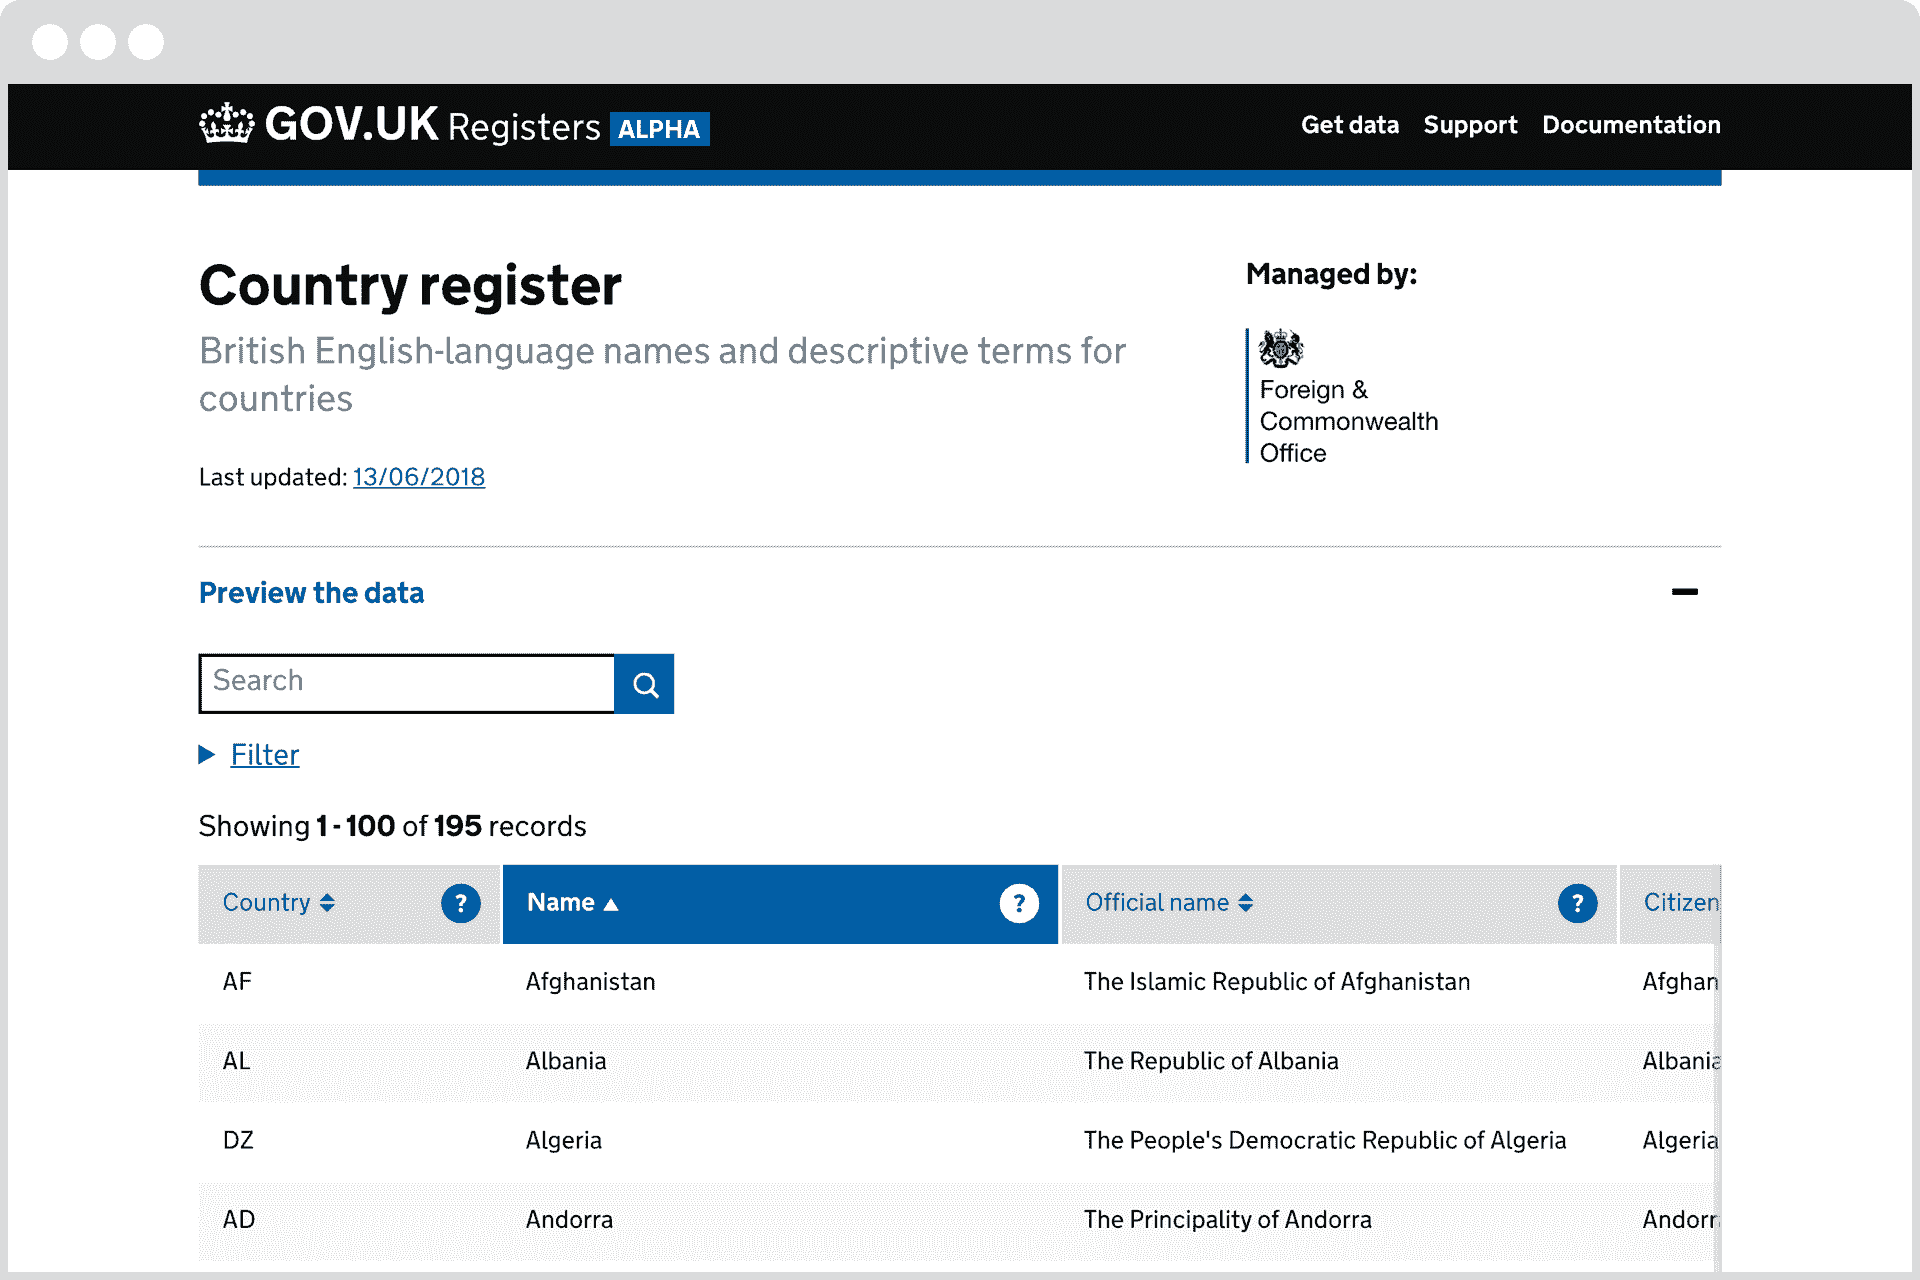 GOV.UK Registers ALPHA
Get data Support Documentation
Country register
British English-language names and descriptive terms for
countries
Last updated: 13/06/2018
Managed by:
Foreign &
Commonwealth
Office
Preview the data
Search
Filter
Showing 1 - 100 of 195 records
Country ? Name ? Official name ? Citizen
AF Afghanistan The Islamic Republic of Afghanistan Afghan
AL Albania The Republic of Albania Albania
DZ Algeria The People's Democratic Republic of Algeria Algeria
AD Andorra The Principality of Andorra Andorr